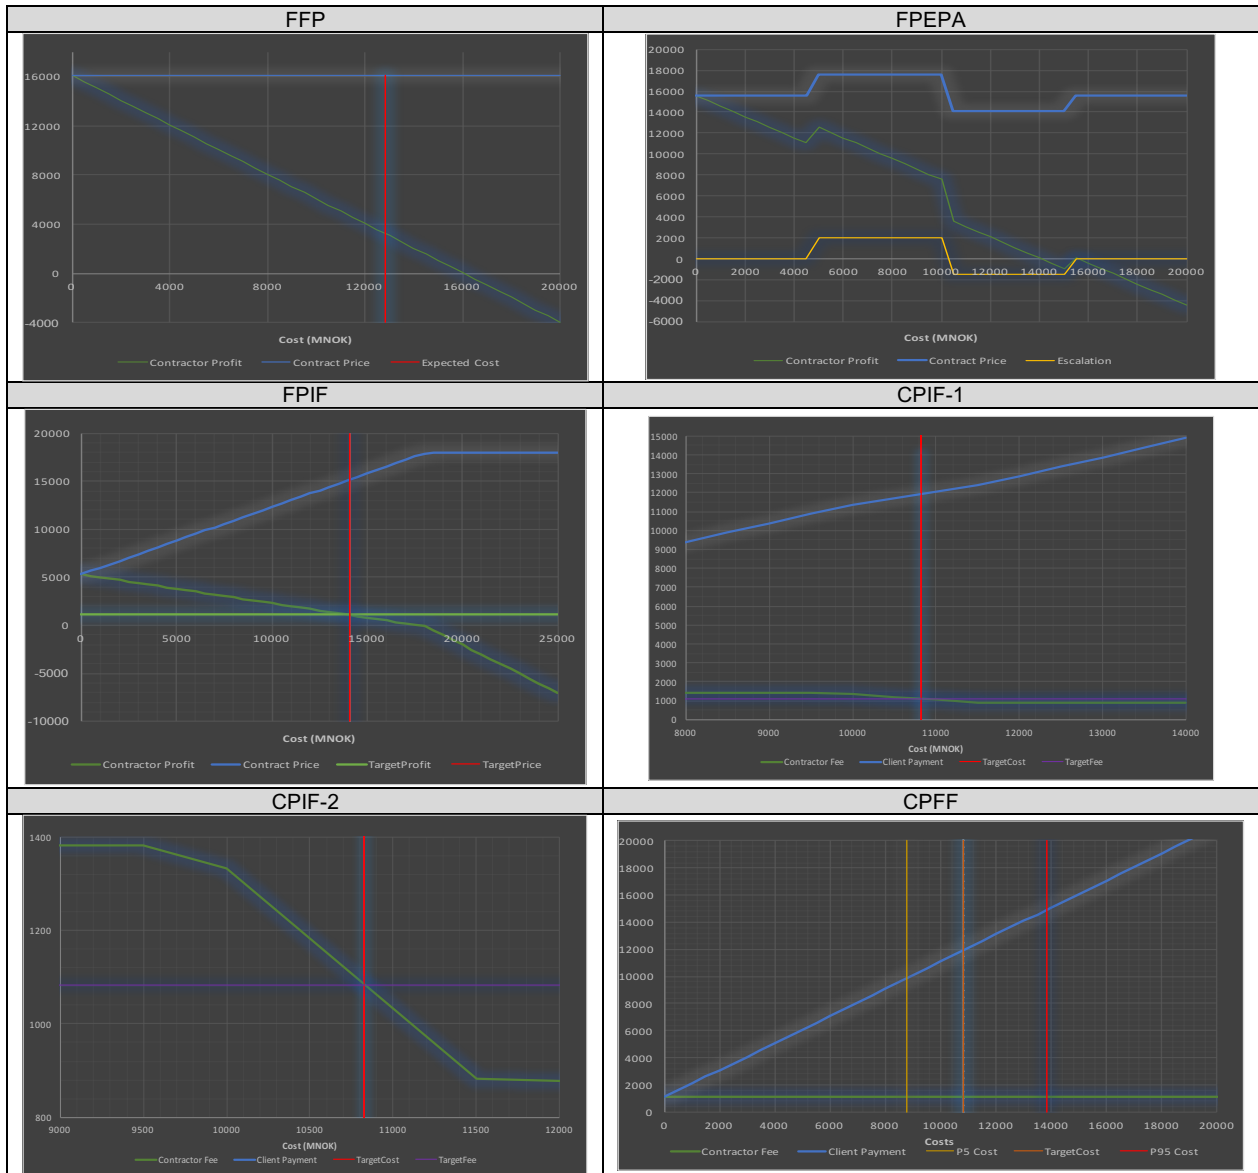 FFP
FPEPA
16000
12000
8000
4000
0
-4000
0 4000 8000 12000 16000 20000
Cost (MNOK)
Contractor Profit Contract Price Expected Cost
20000
18000
16000
14000
12000
10000
8000
6000
4000
2000
0
-2000
-4000
-6000
0 2000 4000 6000 8000 10000 12000 14000 16000 18000 20000
Cost (MNOK)
Contractor Profit Contract Price Escalation
FPIF
CPIF-1
20000
15000
10000
5000
0
-5000
-10000
0 5000 10000 15000 20000 25000
Cost (MNOK)
Contractor Profit Contract Price TargetProfit TargetPrice
15000
14000
13000
12000
11000
10000
9000
8000
7000
6000
5000
4000
3000
2000
1000
0
8000 9000 10000 11000 12000 13000 14000
Cost (MNOK)
Contractor Fee Client Payment TargetCost TargetFee
CPIF-2
CPFF
1400
1200
1000
800
9000 9500 10000 10500 11000 11500 12000
Cost (MNOK)
Contractor Fee Client Payment TargetCost TargetFee
20000
18000
16000
14000
12000
10000
8000
6000
4000
2000
0
0 2000 4000 6000 8000 10000 12000 14000 16000 18000 20000
Costs
Contractor Fee Client Payment P5 Cost TargetCost P95 Cost